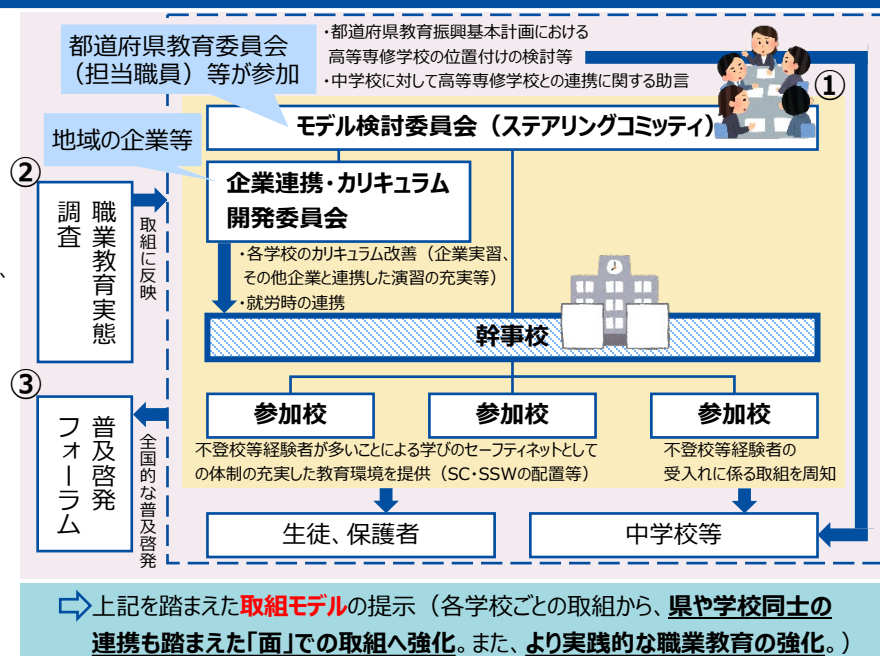 都道府県教育委員会
（担当職員）等が参加
・都道府県教育振興基本計画における
高等専修学校の位置付けの検討等
・中学校に対して高等専修学校との連携に関する助言
①
モデル検討委員会（ステアリングコミッティ）
地域の企業等
企業連携・カリキュラム
開発委員会
②
職業教育実態
調査
取組に反映
、
・各学校のカリキュラム改善（企業実習、
その他企業と連携した演習の充実等）
・就労時の連携
幹事校
③
普及啓発
フォーラム
全国的な普及啓発
参加校
参加校
参加校
不登校等経験者が多いことによる学びのセーフティネットとして
の体制の充実した教育環境を提供（SC・SSWの配置等）
不登校等経験者の
受入れに係る取組を周知
生徒、保護者
中学校等
上記を踏まえた取組モデルの提示（各学校ごとの取組から、県や学校同士の
連携も踏まえた「面」での取組へ強化。また、より実践的な職業教育の強化。）